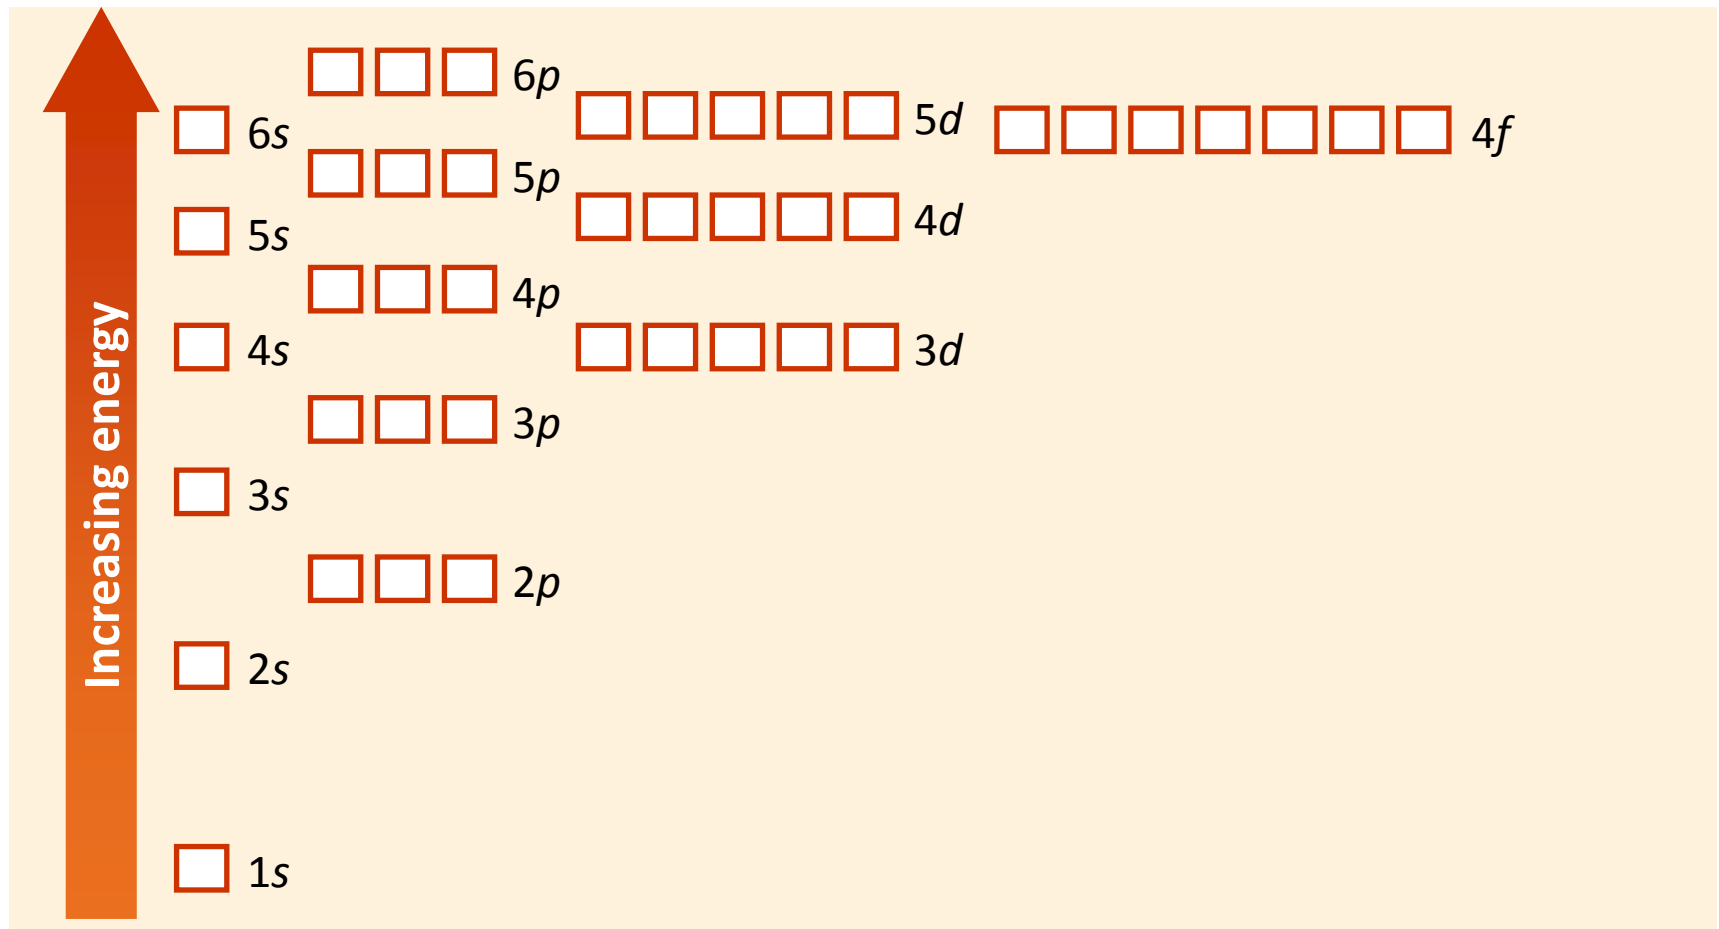 Increasing energy
6p
5d
6s
4f
5p
4d
5s
4p
4s
3d
3p
3s
2p
2s
1s